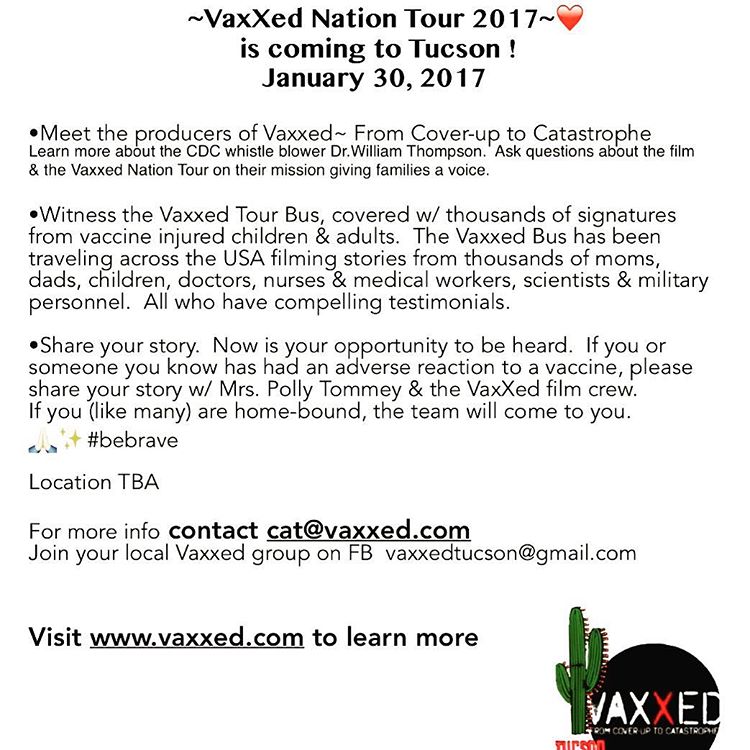 ~VaxXed Nation Tour 2017~❤️
is coming to Tucson !
January 30, 2017
•Meet the producers of Vaxxed~ From Cover-up to Catastrophe
Learn more about the CDC whistle blower Dr.William Thompson. Ask questions about the film
& the Vaxxed Nation Tour on their mission giving families a voice.
•Witness the Vaxxed Tour Bus, covered w/ thousands of signatures
from vaccine injured children & adults. The Vaxxed Bus has been
traveling across the USA filming stories from thousands of moms,
dads, children, doctors, nurses & medical workers, scientists & military
personnel. All who have compelling testimonials.
•Share your story. Now is your opportunity to be heard. If you or
someone you know has had an adverse reaction to a vaccine, please
share your story w/ Mrs. Polly Tommey & the VaxXed film crew.
If you (like many) are home-bound, the team will come to you.
🙏✨ #bebrave
Location TBA
For more info contact cat@vaxxed.com
Join your local Vaxxed group on FB vaxxedtucson@gmail.com
Visit www.vaxxed.com to learn more
VAXXED
FROM COVER-UP TO CATASTROPHE
TUCSON